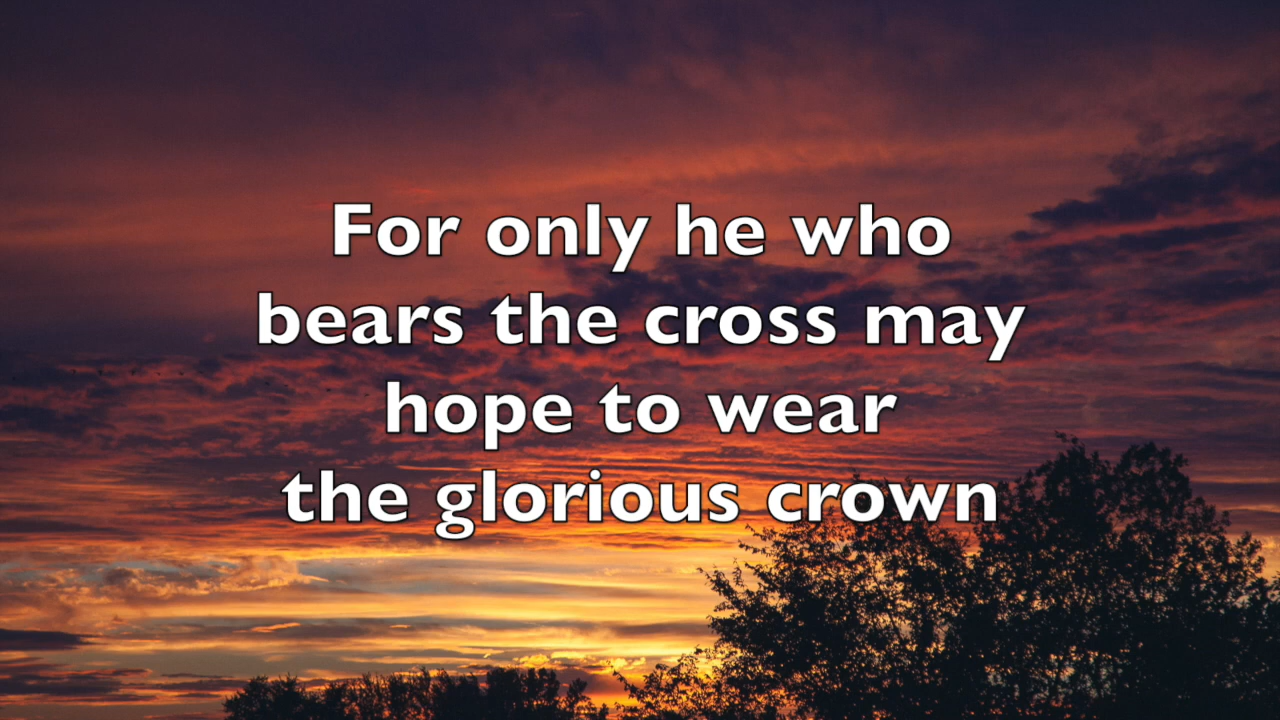 For only he who
bears the cross may
hope to wear
the glorious crown